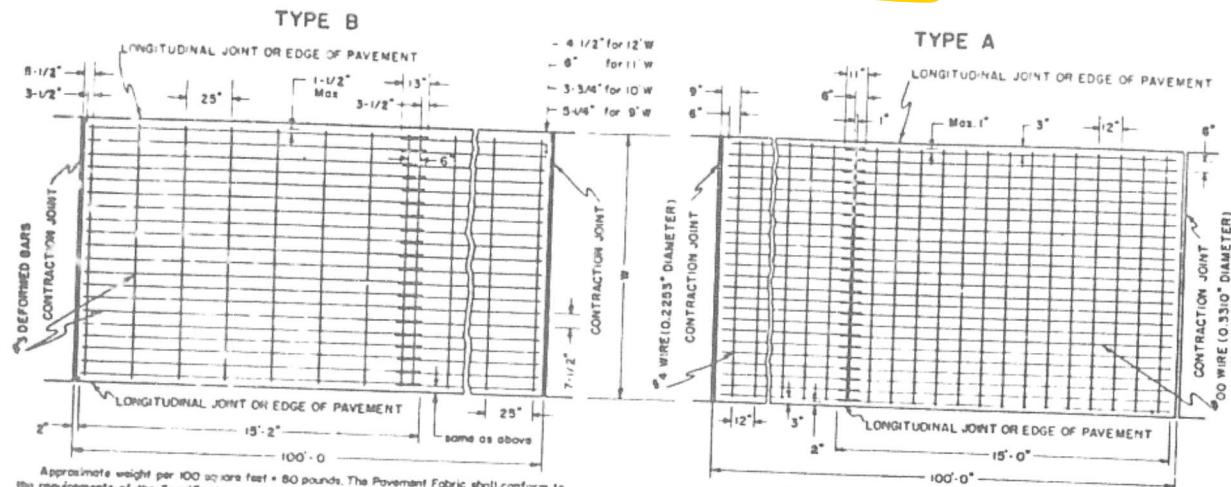 TYPE B
LONGITUDINAL JOINT OR EDGE OF PAVEMENT
- 4 1/2" for 12' W
6" for 11' W
3-3/4" for 10' W
5-1/4" for 9' W
3-1/2"
25"
1-1/2"
Max
13"
3-1/2"
6"
#3 DEFORMED BARS
CONTRACTION JOINT
CONTRACTION JOINT
W
7-1/2"
LONGITUDINAL JOINT OR EDGE OF PAVEMENT
25"
2"
15'-2"
same as above
100'-0
Approximate weight per 100 square feet = 80 pounds. The Pavement Fabric shall conform to
the requirements of the
TYPE A
LONGITUDINAL JOINT OR EDGE OF PAVEMENT
9"
6"
11"
6"
1"
Max. 1"
3"
12"
6"
#4 WIRE (0.2253" DIAMETER)
CONTRACTION JOINT
CONTRACTION JOINT
#00 WIRE (0.3310" DIAMETER)
12"
3"
2"
LONGITUDINAL JOINT OR EDGE OF PAVEMENT
15'-0"
100'-0"